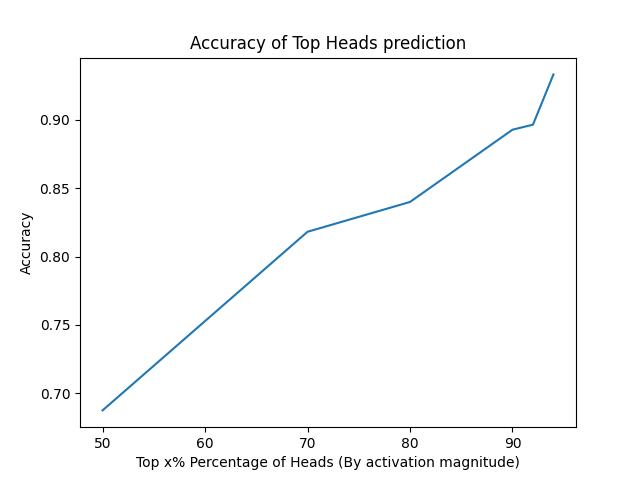 Accuracy of Top Heads prediction
0.90
0.85
0.80
0.75
0.70
Accuracy
50 60 70 80 90
Top x% Percentage of Heads (By activation magnitude)